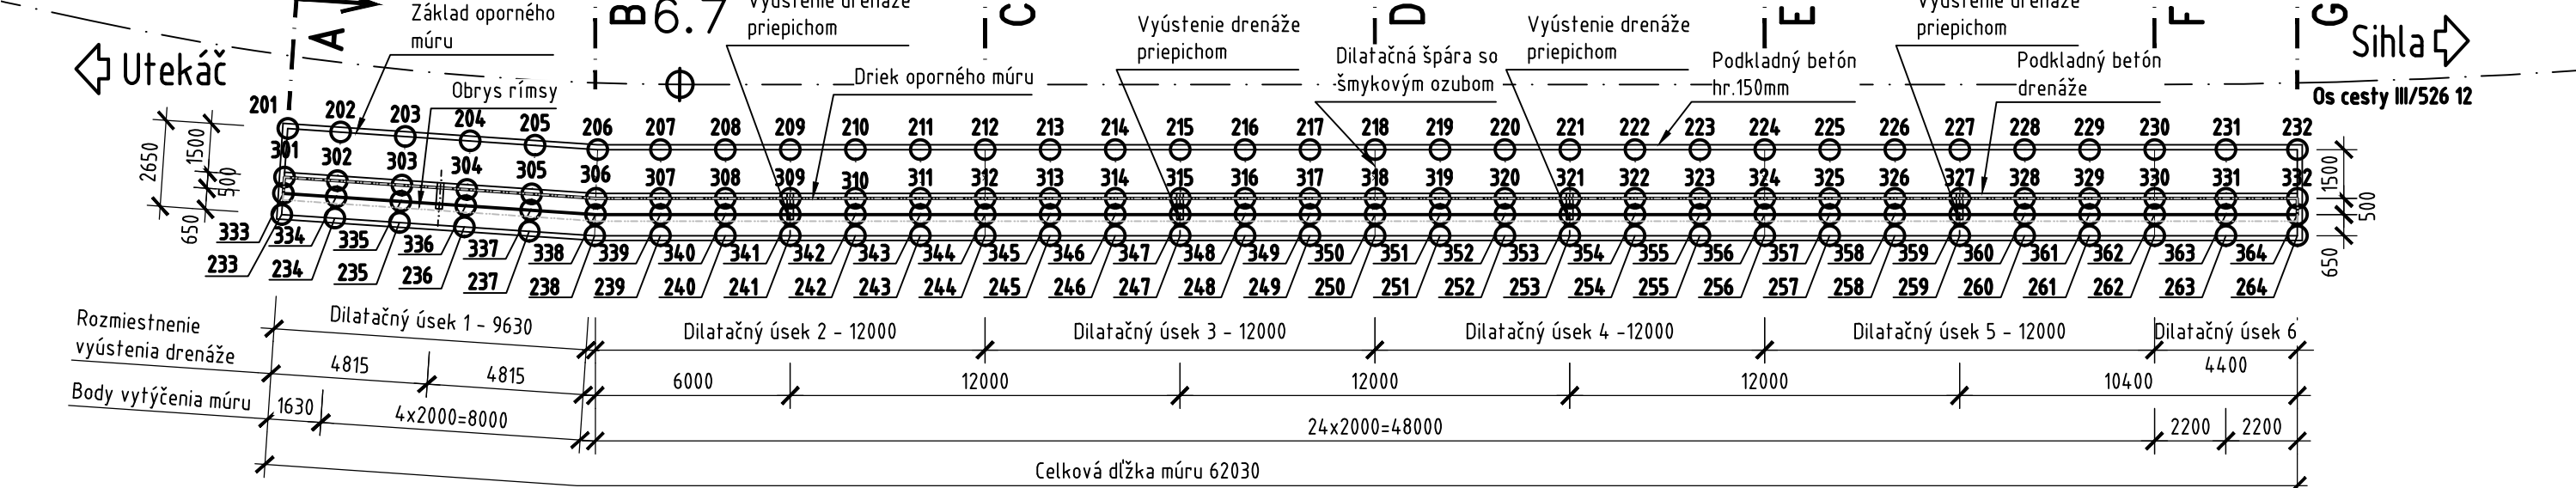 Základ oporného
múru
A
B
6.7
Vyústenie drenáže
priepichom
C
Vyústenie drenáže
priepichom
D
Dilatačná špára so
šmykovým ozubom
Vyústenie drenáže
priepichom
E
Podkladný betón
hr.150mm
Vyústenie drenáže
priepichom
F
Podkladný betón
drenáže
G
Sihla
Utekáč
Obrys rímsy
Driek oporného múru
Os cesty III/526 12
201 202 203 204 205 206 207 208 209 210 211 212 213 214 215 216 217 218 219 220 221 222 223 224 225 226 227 228 229 230 231 232
301 302 303 304 305 306 307 308 309 310 311 312 313 314 315 316 317 318 319 320 321 322 323 324 325 326 327 328 329 330 331 332
2650
1500
500
650
1500
500
650
333 334 335 336 337 338 339 340 341 342 343 344 345 346 347 348 349 350 351 352 353 354 355 356 357 358 359 360 361 362 363 364
233 234 235 236 237 238 239 240 241 242 243 244 245 246 247 248 249 250 251 252 253 254 255 256 257 258 259 260 261 262 263 264
Dilatačný úsek 1 - 9630
Dilatačný úsek 2 - 12000
Dilatačný úsek 3 - 12000
Dilatačný úsek 4 -12000
Dilatačný úsek 5 - 12000
Dilatačný úsek 6
4400
Rozmiestnenie
vyústenia drenáže
4815 4815 6000 12000 12000 12000 10400
Body vytýčenia múru
1630 4x2000=8000 24x2000=48000 2200 2200
Celková dĺžka múru 62030